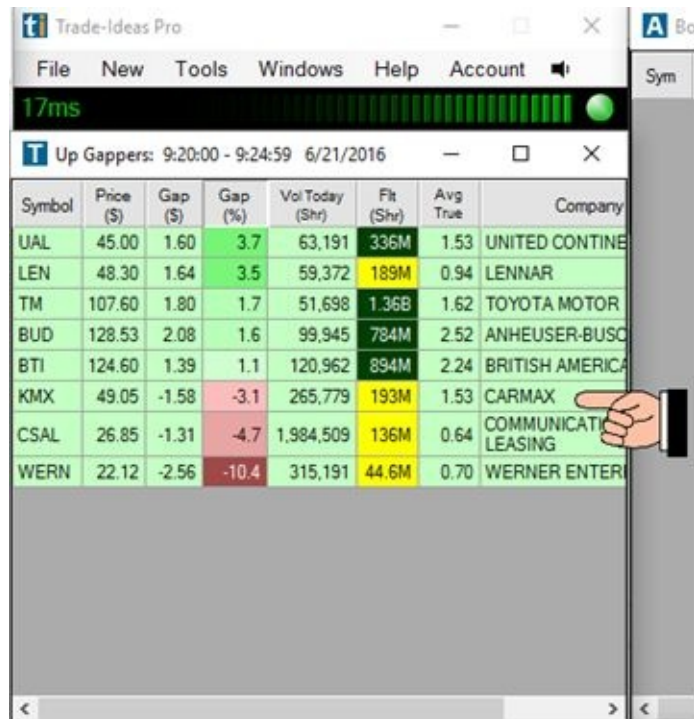 Trade-Ideas Pro
File New Tools Windows Help Account
17ms
Up Gappers: 9:20:00 - 9:24:59 6/21/2016
Symbol Price ($) Gap ($) Gap (%) Vol Today (Shr) Flt (Shr) Avg True Company
UAL 45.00 1.60 3.7 63,191 336M 1.53 UNITED CONTINE
LEN 48.30 1.64 3.5 59,372 189M 0.94 LENNAR
TM 107.60 1.80 1.7 51,698 1.36B 1.62 TOYOTA MOTOR
BUD 128.53 2.08 1.6 99,945 784M 2.52 ANHEUSER-BUSC
BTI 124.60 1.39 1.1 120,962 894M 2.24 BRITISH AMERICA
KMX 49.05 -1.58 -3.1 265,779 193M 1.53 CARMAX
CSAL 26.85 -1.31 -4.7 1,984,509 136M 0.64 COMMUNICATI
LEASING
WERN 22.12 -2.56 -10.4 315,191 44.6M 0.70 WERNER ENTERI
A Bo
Sym